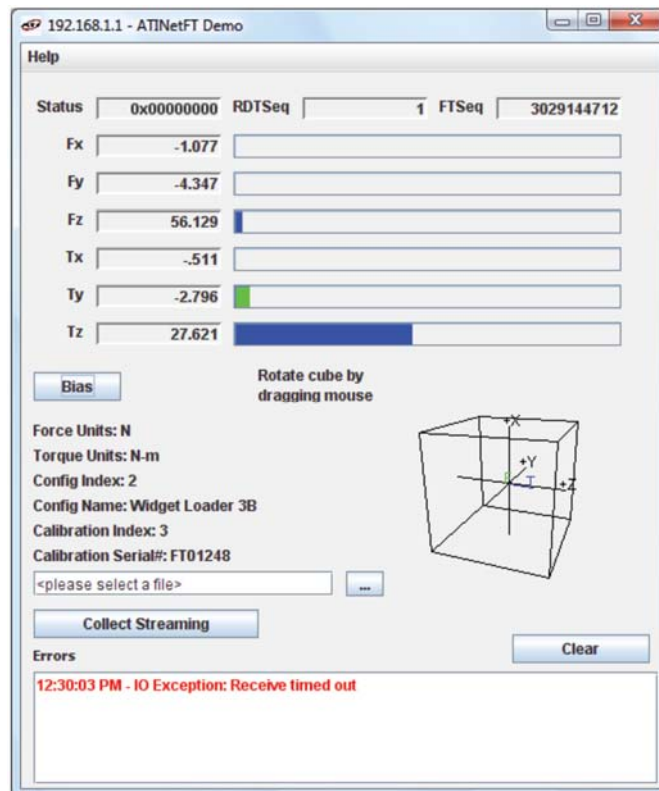 192.168.1.1 - ATINetFT Demo
Help
Status 0x00000000 RDTSeq 1 FTSeq 3029144712
Fx -1.077
Fy -4.347
Fz 56.129
Tx -.511
Ty -2.796
Tz 27.621
Bias
Rotate cube by
dragging mouse
Force Units: N
Torque Units: N-m
Config Index: 2
Config Name: Widget Loader 3B
Calibration Index: 3
Calibration Serial#: FT01248
+X
+Y
+Z
<please select a file> ...
Collect Streaming
Clear
Errors
12:30:03 PM - IO Exception: Receive timed out